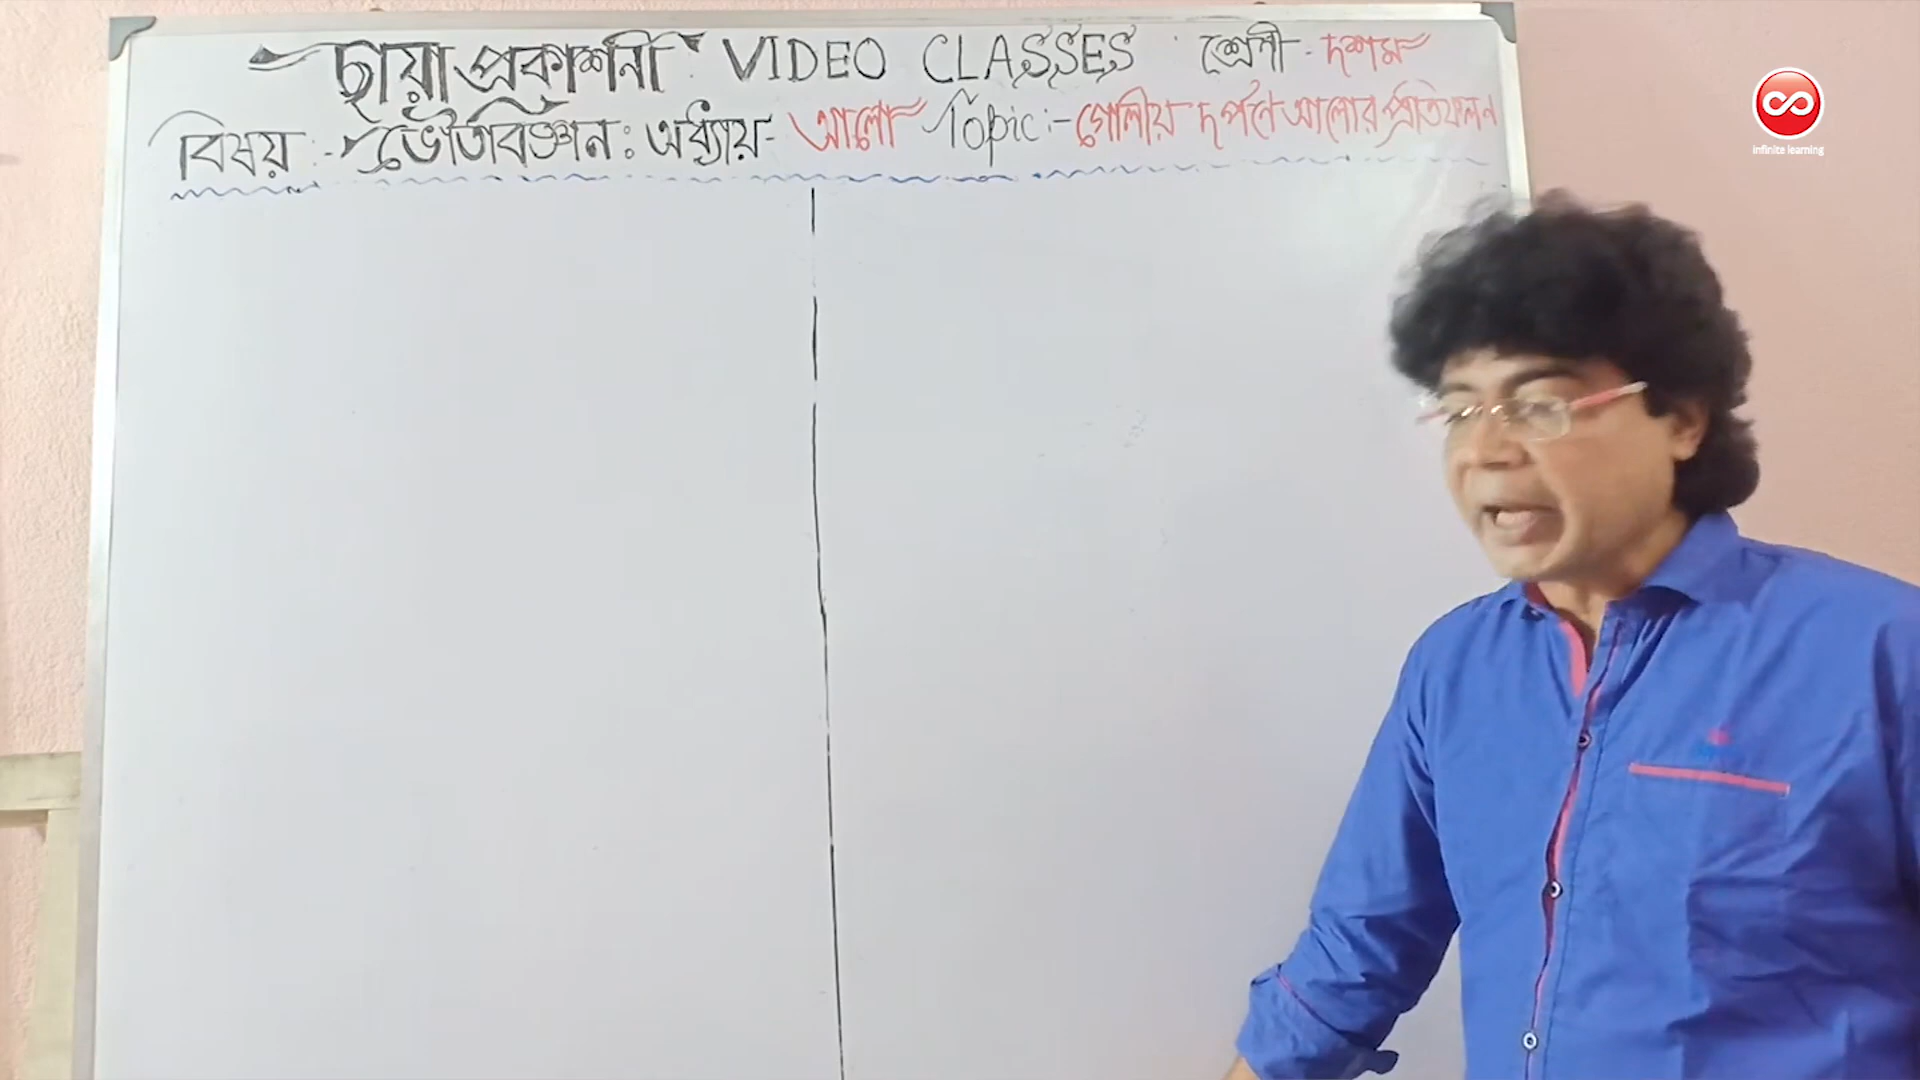 ছায়া প্রকাশনী VIDEO CLASSES শ্রেণী - দশম
বিষয় :- ভৌতবিজ্ঞান : অধ্যায় - আলো Topic :- গোলীয় দর্পণে আলোর প্রতিফলন
infinite learning